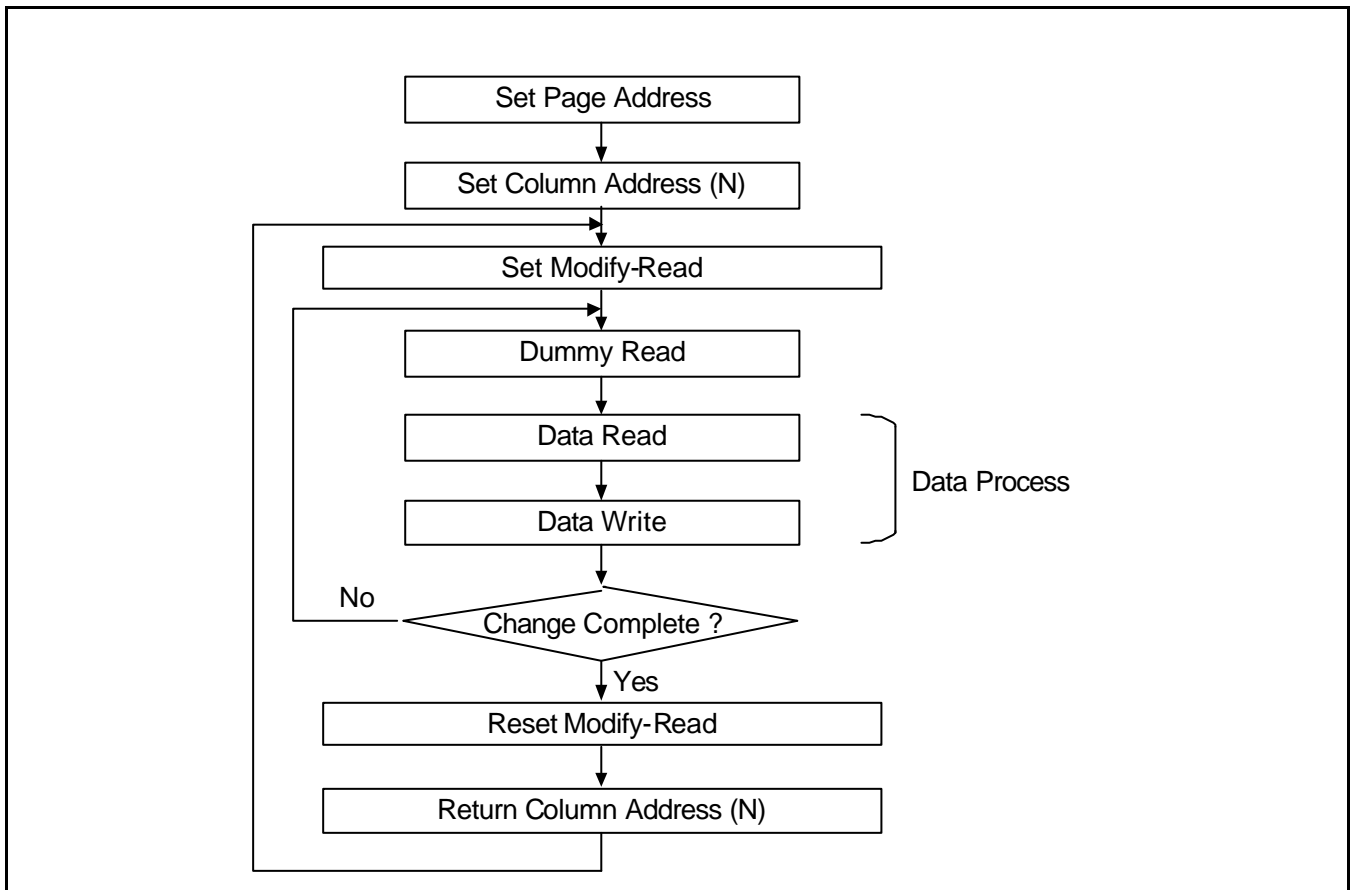 Set Page Address
Set Column Address (N)
Set Modify-Read
Dummy Read
Data Read
Data Process
Data Write
No
Change Complete ?
Yes
Reset Modify-Read
Return Column Address (N)